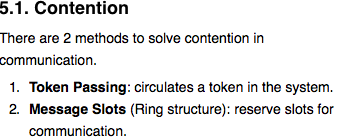 5.1. Contention
There are 2 methods to solve contention in
communication.
1. Token Passing: circulates a token in the system.
2. Message Slots (Ring structure): reserve slots for
communication.